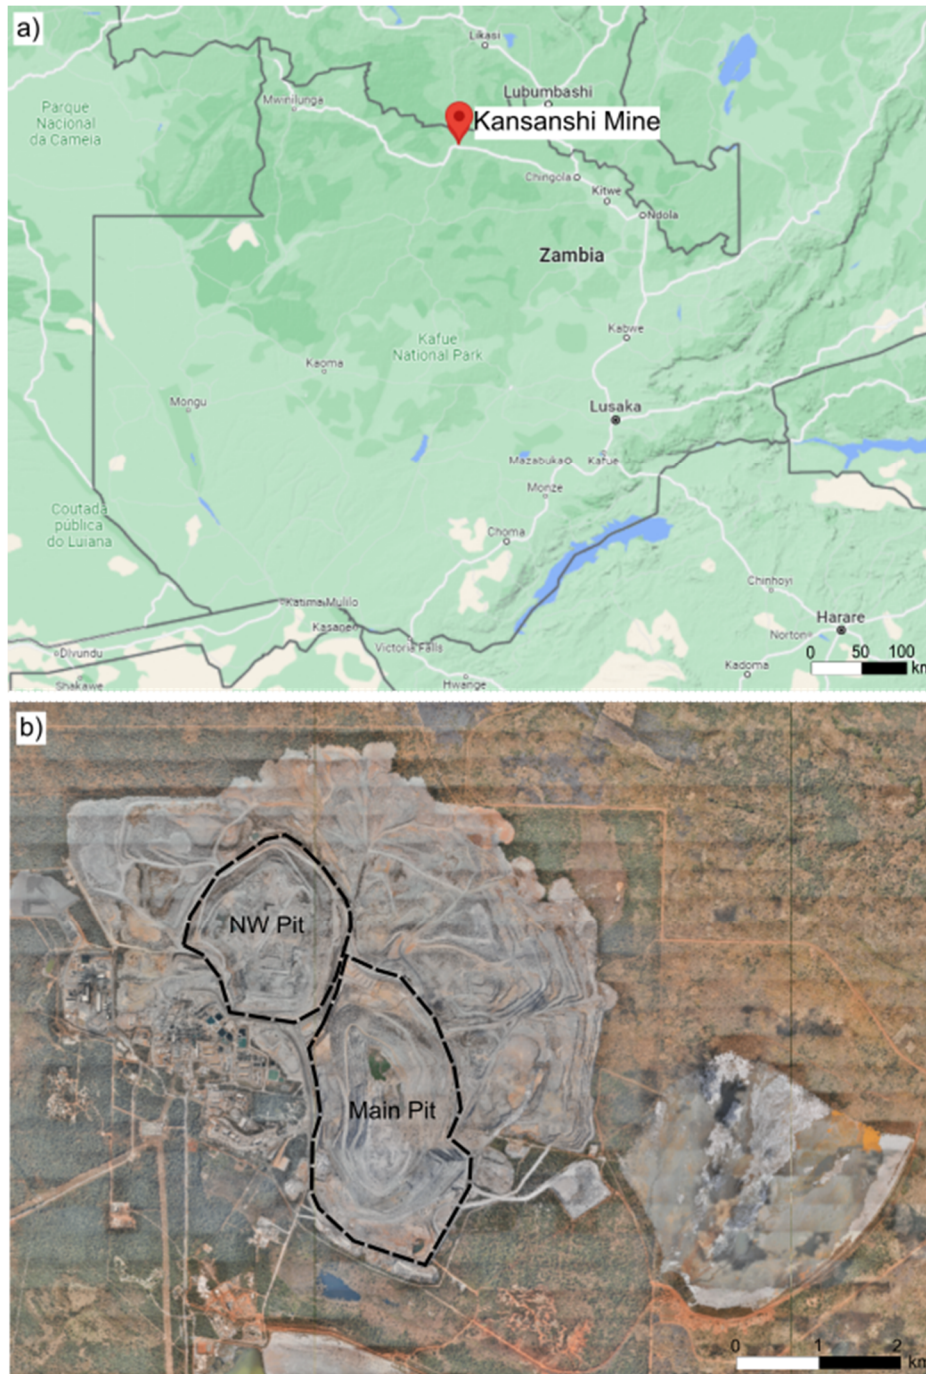 a)
Likasi
Lubumbashi
Parque
Nacional
da Cameia
Mwinilunga
Kansanshi Mine
Chingola
Kitwe
Ndola
Zambia
Kabwe
Kafue
National Park
Kaoma
Mongu
Lusaka
Mazabuka
Kafue
Monze
Coutada
pública
do Luiana
Choma
Chinhoyi
Katima Mulilo
Harare
Kasane
Norton
Victoria Falls
Divundu
0 50 100
km
Kadoma
Shakawe
Hwange
b)
NW Pit
Main Pit
0 1 2
km